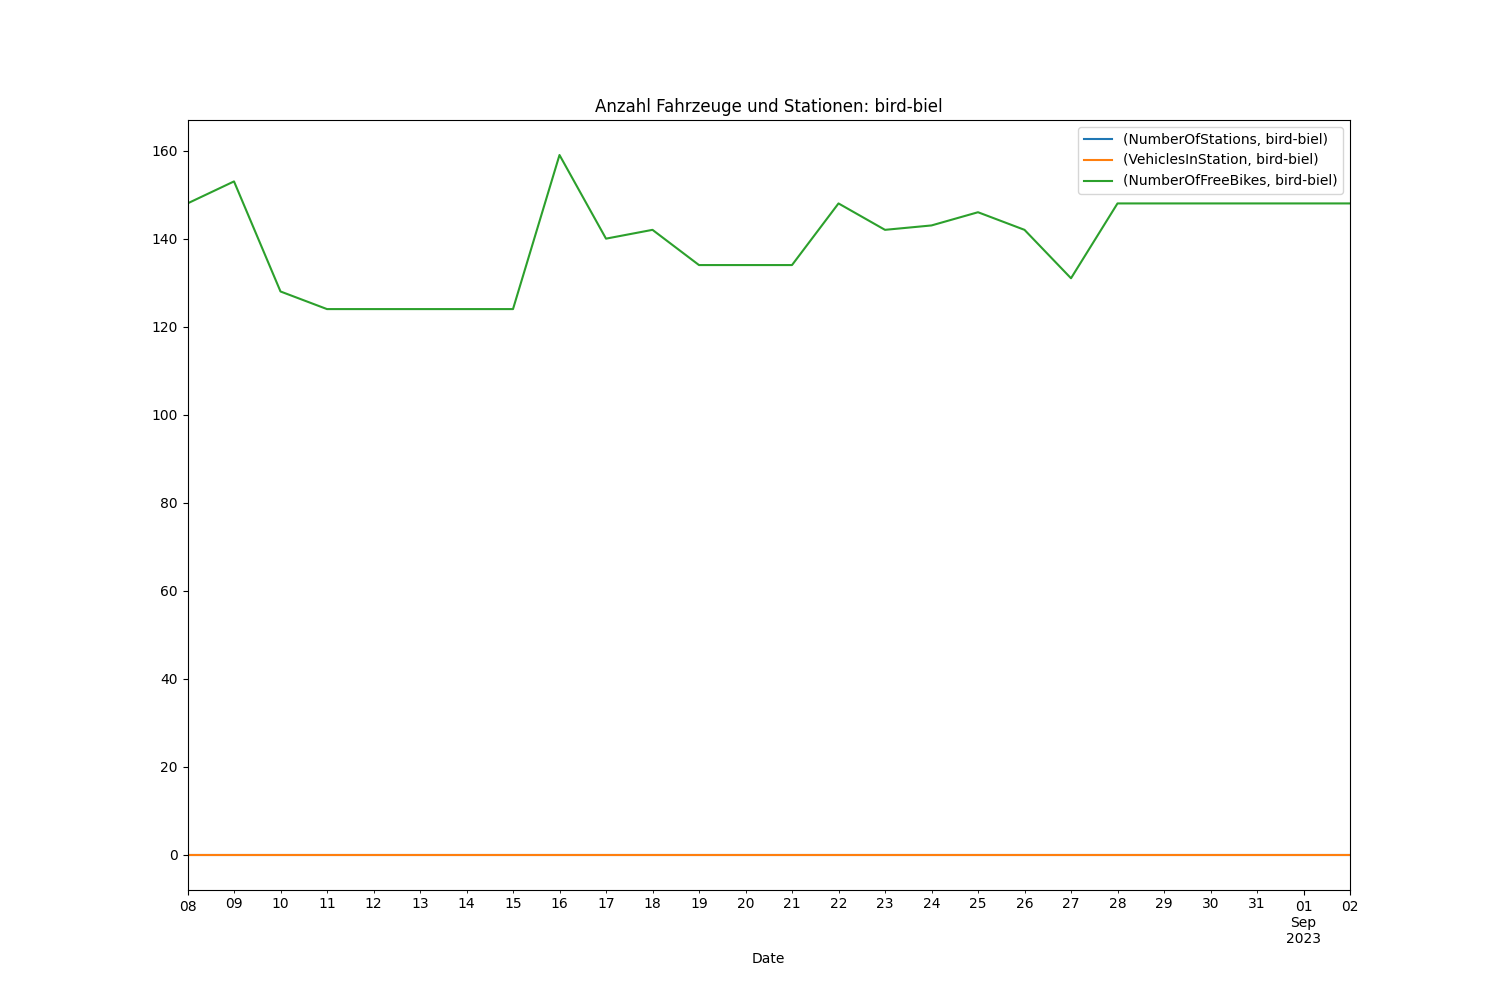 Anzahl Fahrzeuge und Stationen: bird-biel
(NumberOfStations, bird-biel)
(VehiclesInStation, bird-biel)
(NumberOfFreeBikes, bird-biel)
160
140
120
100
80
60
40
20
0
08 09 10 11 12 13 14 15 16 17 18 19 20 21 22 23 24 25 26 27 28 29 30 31 01 02
Sep
2023
Date